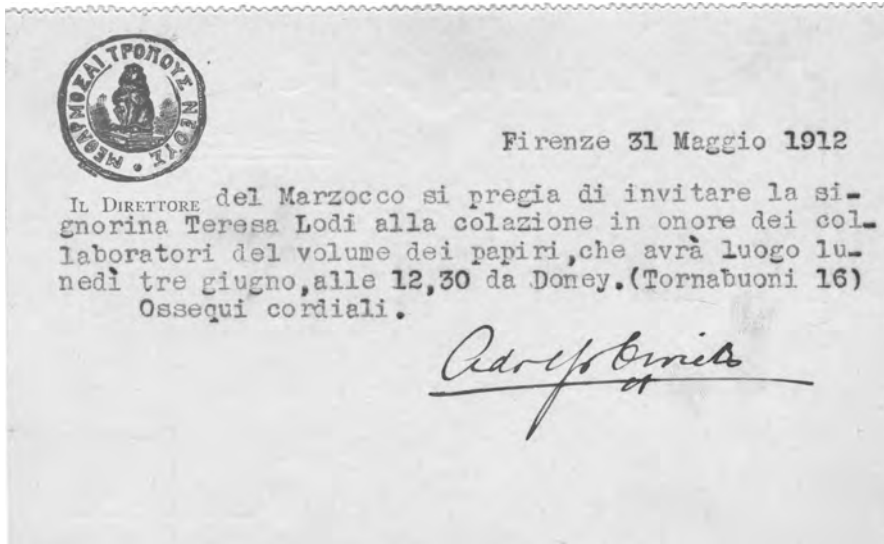 ΜΕΘΑΡΜΟΣΑΙ ΤΡΟΠΟΥΣ ΝΕΟΥΣ
Firenze 31 Maggio 1912
IL DIRETTORE del Marzocco si pregia di invitare la si-
gnorina Teresa Lodi alla colazione in onore dei col-
laboratori del volume dei papiri,che avrà luogo lu-
nedì tre giugno,alle 12,30 da Doney.(Tornabuoni 16)
Ossequi cordiali.
Adolfo Orvieto